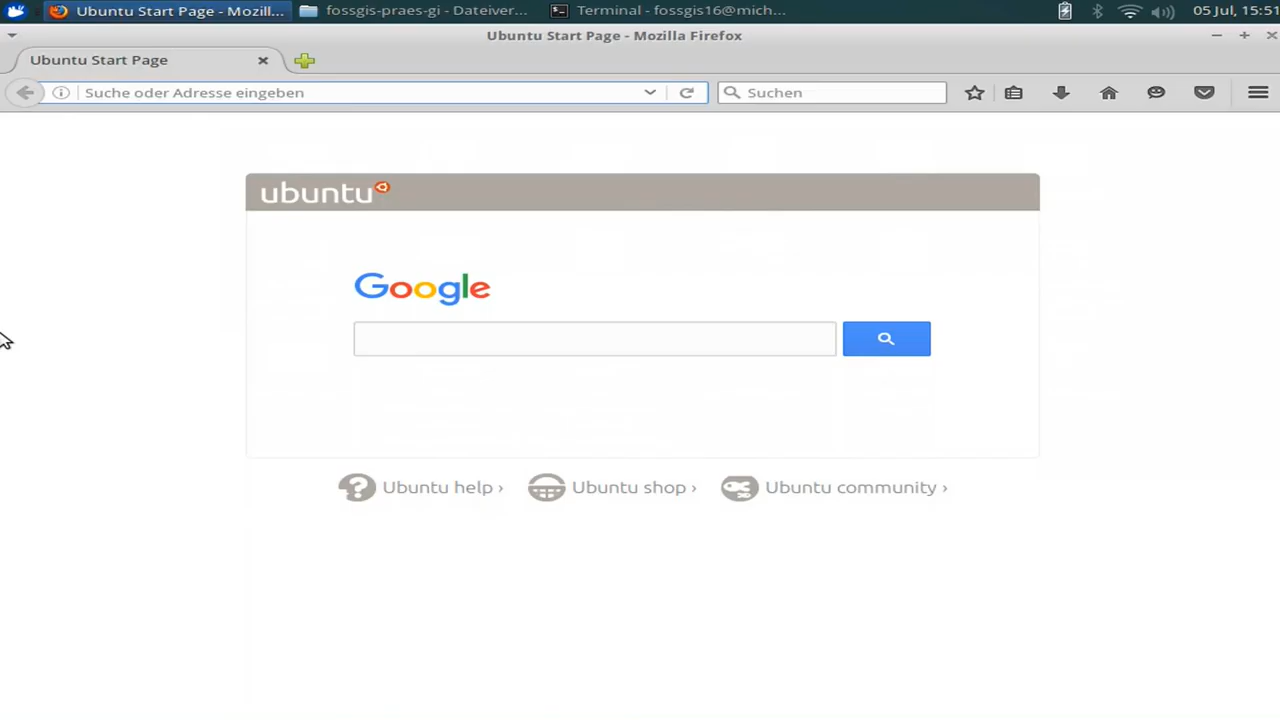 Ubuntu Start Page - Mozill...
fossgis-praes-gi - Dateiver...
Terminal - fossgis16@mich...
05 Jul, 15:51
Ubuntu Start Page - Mozilla Firefox
Ubuntu Start Page
Suche oder Adresse eingeben
Suchen
ubuntu
Google
Ubuntu help ›
Ubuntu shop ›
Ubuntu community ›